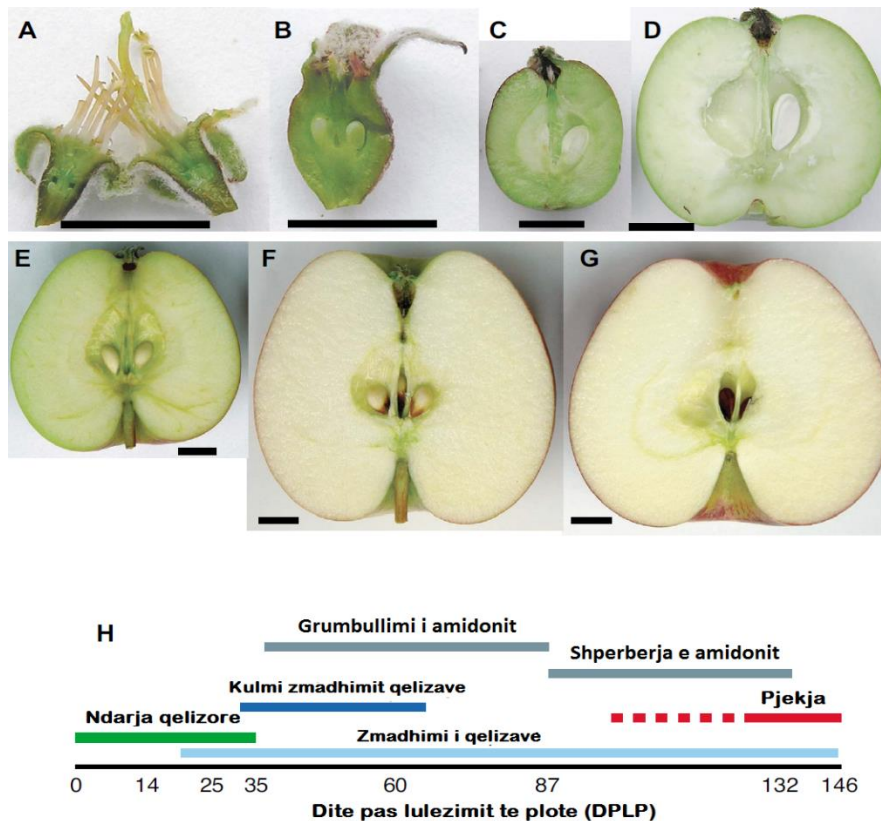 A B C D
E F G
H
Grumbullimi i amidonit
Shperberja e amidonit
Kulmi zmadhimit qelizave
Pjekja
Ndarja qelizore
Zmadhimi i qelizave
0 14 25 35 60 87 132 146
Dite pas lulezimit te plote (DPLP)